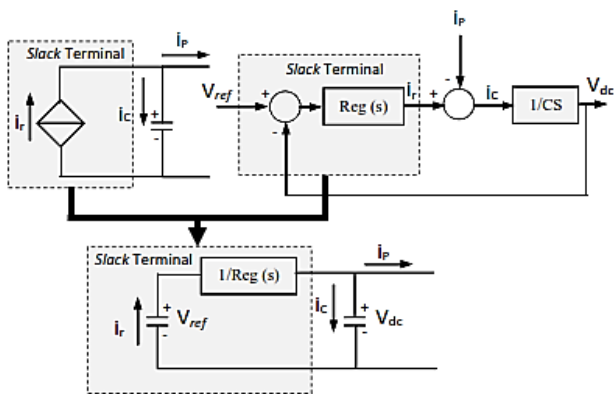 Slack Terminal
iP
ir
iC
+
-
Slack Terminal
Vref
+
-
Reg (s)
ir
+
iP
-
iC
1/CS
Vdc
Slack Terminal
1/Reg (s)
iP
ir
+
-
Vref
iC
+
-
Vdc